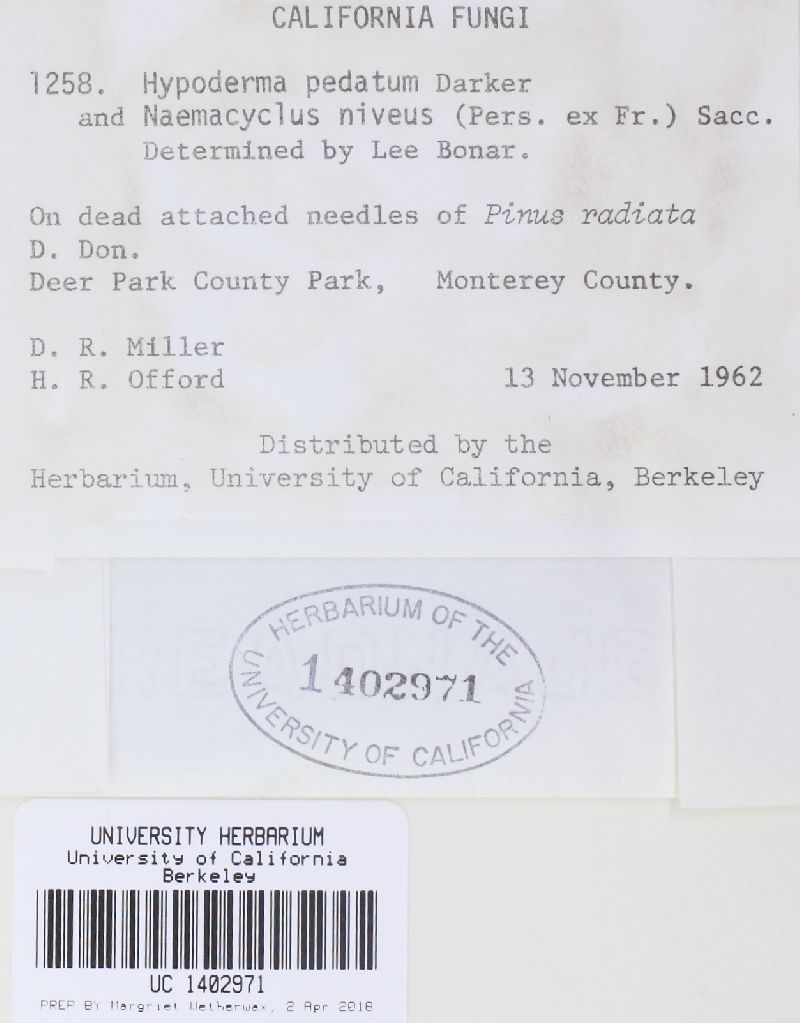 CALIFORNIA FUNGI
1258. Hypoderma pedatum Darker
and Naemacyclus niveus (Pers. ex Fr.) Sacc.
Determined by Lee Bonar.
On dead attached needles of Pinus radiata
D. Don.
Deer Park County Park, Monterey County.
D. R. Miller
H. R. Offord 13 November 1962
Distributed by the
Herbarium, University of California, Berkeley
HERBARIUM OF THE
1402971
UNIVERSITY OF CALIFORNIA
UNIVERSITY HERBARIUM
University of California
Berkeley
UC 1402971
PREP BY Margriet Wetherwax, 2 Apr 2018